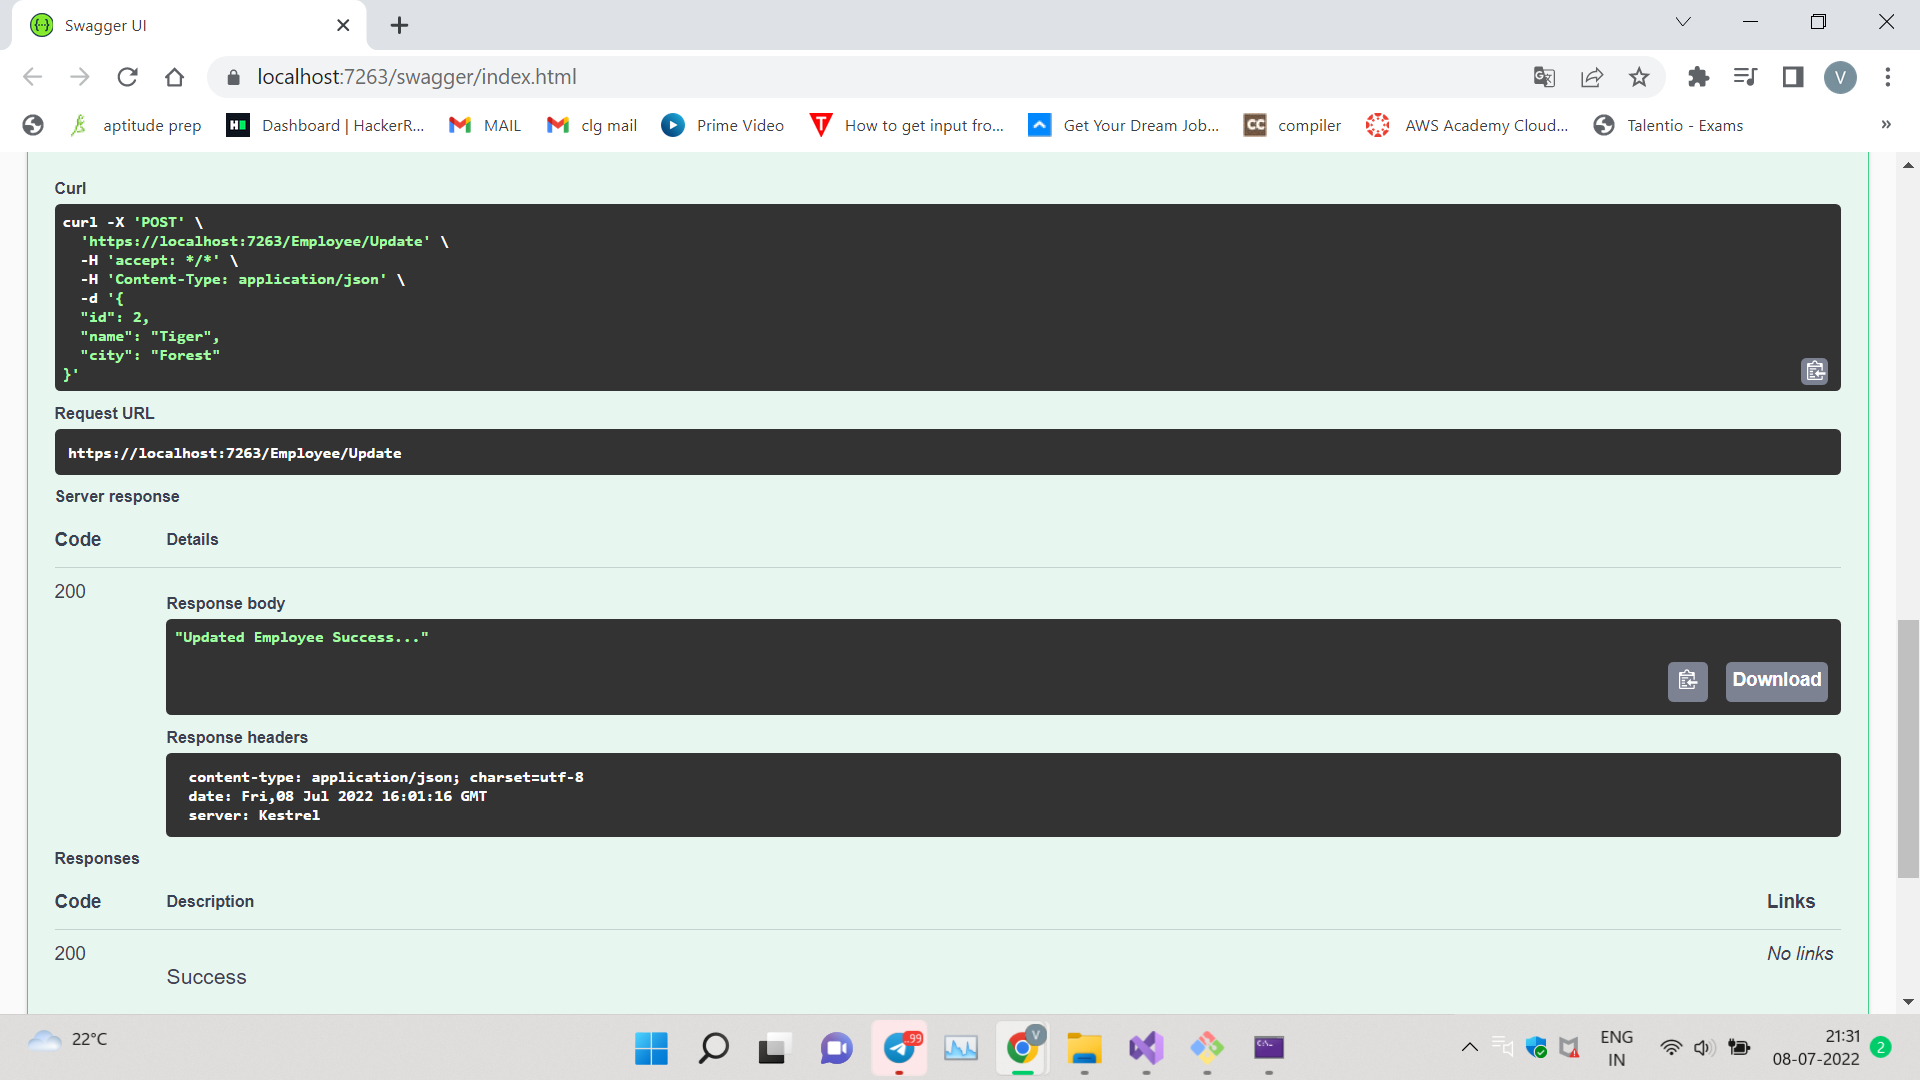 Swagger UI
localhost:7263/swagger/index.html
V
aptitude prep
Dashboard | HackerR...
MAIL
clg mail
Prime Video
How to get input fro...
Get Your Dream Job...
CC
compiler
AWS Academy Cloud...
Talentio - Exams
»
Curl
curl -X 'POST' \
'https://localhost:7263/Employee/Update' \
-H 'accept: */*' \
-H 'Content-Type: application/json' \
-d '{
"id": 2,
"name": "Tiger",
"city": "Forest"
}'
Request URL
https://localhost:7263/Employee/Update
Server response
Code Details
200
Response body
"Updated Employee Success..."
Download
Response headers
content-type: application/json; charset=utf-8
date: Fri,08 Jul 2022 16:01:16 GMT
server: Kestrel
Responses
Code Description Links
200 No links
Success
22°C
..99
V
ENG
IN
21:31
08-07-2022
2